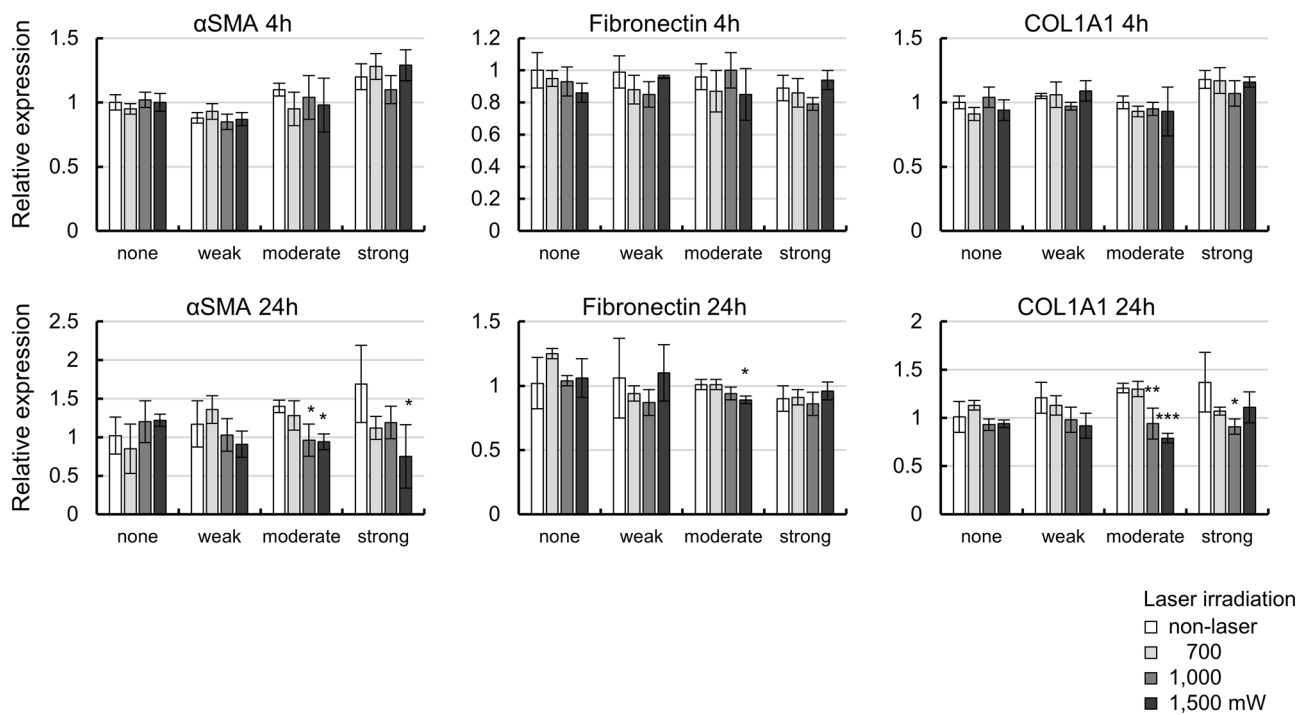 αSMA 4h
Fibronectin 4h
COL1A1 4h
Relative expression
1.5
1
0.5
0
none weak moderate strong
1.2
1
0.8
0.6
0.4
0.2
0
none weak moderate strong
1.5
1
0.5
0
none weak moderate strong
αSMA 24h
Fibronectin 24h
COL1A1 24h
Relative expression
2.5
2
1.5
1
0.5
0
* *
*
none weak moderate strong
1.5
1
0.5
0
*
none weak moderate strong
2
1.5
1
0.5
0
**
***
*
none weak moderate strong
Laser irradiation
non-laser
700
1,000
1,500 mW